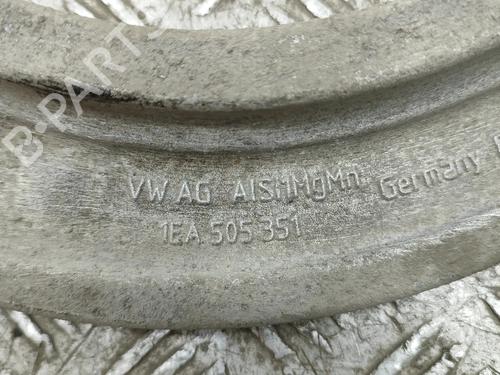 B-PARTS
VW AG AlSi1MgMn Germany
1EA 505 351